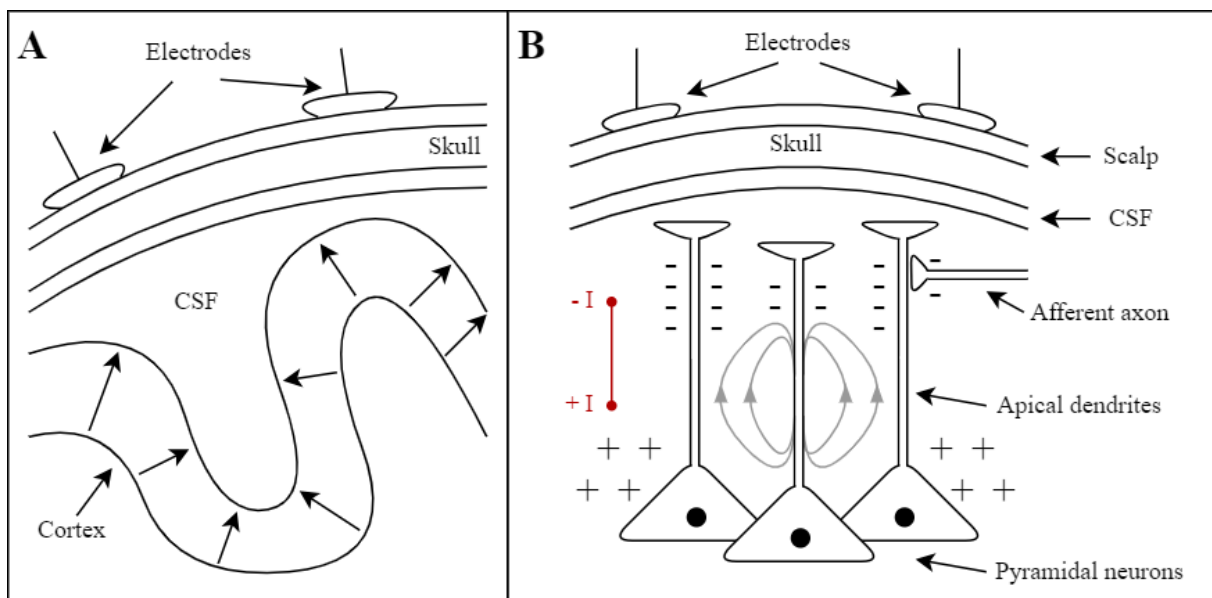 A
Electrodes
Skull
CSF
Cortex
B
Electrodes
Skull
Scalp
CSF
- I
Afferent axon
+ I
Apical dendrites
Pyramidal neurons